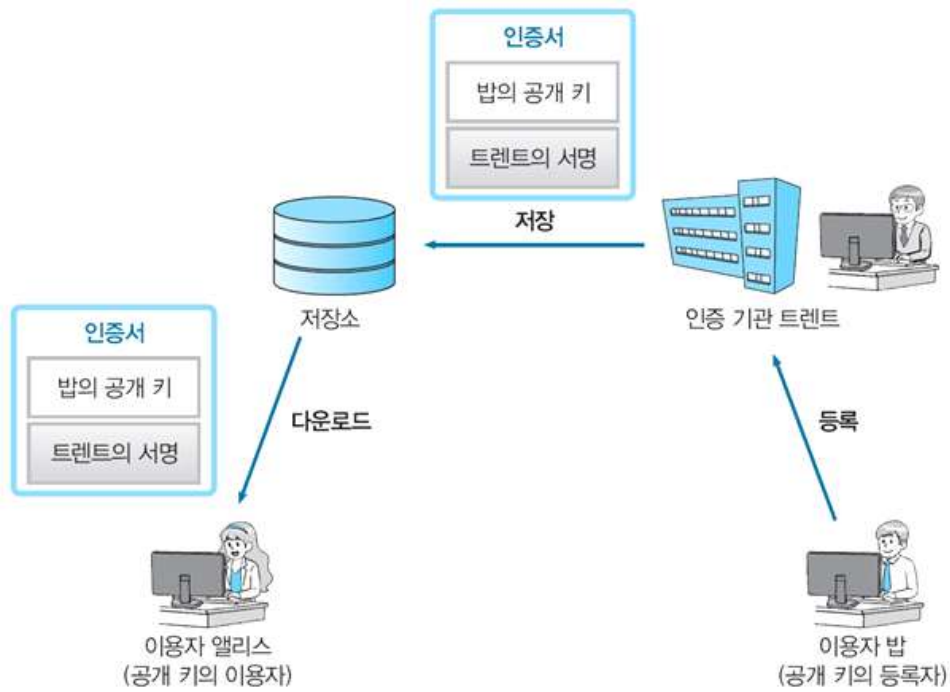 인증서
밥의 공개 키
트렌트의 서명
저장
저장소
인증 기관 트렌트
인증서
밥의 공개 키
트렌트의 서명
다운로드
등록
이용자 앨리스
(공개 키의 이용자)
이용자 밥
(공개 키의 등록자)